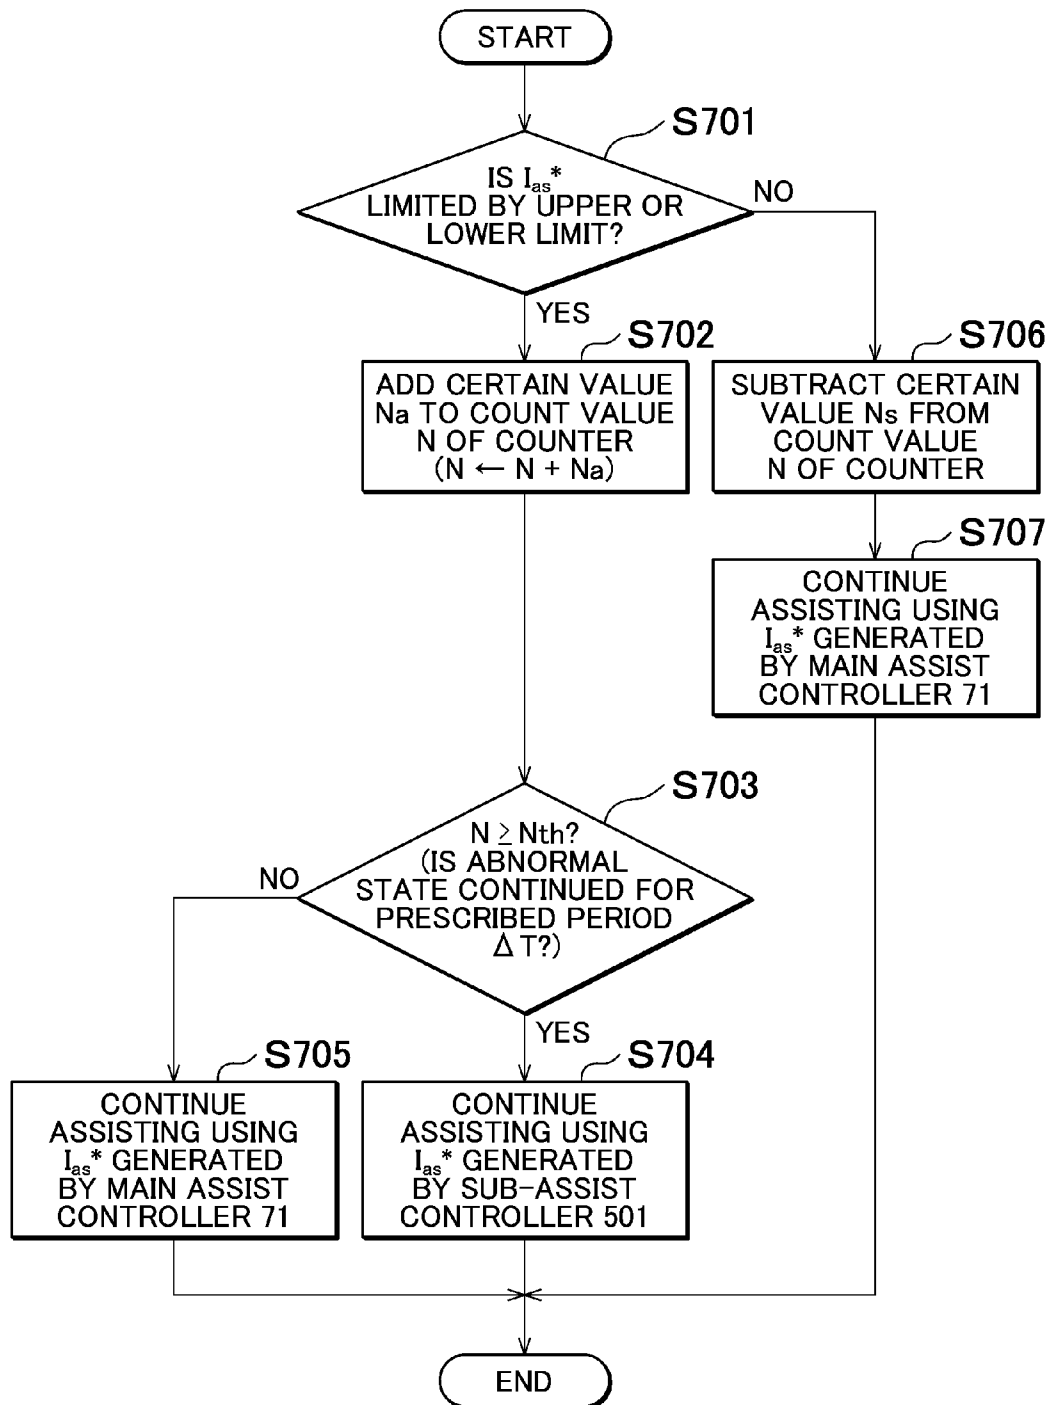 START
S701
IS Ias*
LIMITED BY UPPER OR
LOWER LIMIT?
NO
YES
S702
ADD CERTAIN VALUE
Na TO COUNT VALUE
N OF COUNTER
(N ← N + Na)
S706
SUBTRACT CERTAIN
VALUE Ns FROM
COUNT VALUE
N OF COUNTER
S707
CONTINUE
ASSISTING USING
Ias* GENERATED
BY MAIN ASSIST
CONTROLLER 71
S703
N ≥ Nth?
(IS ABNORMAL
STATE CONTINUED FOR
PRESCRIBED PERIOD
Δ T?)
NO
YES
S705
CONTINUE
ASSISTING USING
Ias* GENERATED
BY MAIN ASSIST
CONTROLLER 71
S704
CONTINUE
ASSISTING USING
Ias* GENERATED
BY SUB-ASSIST
CONTROLLER 501
END